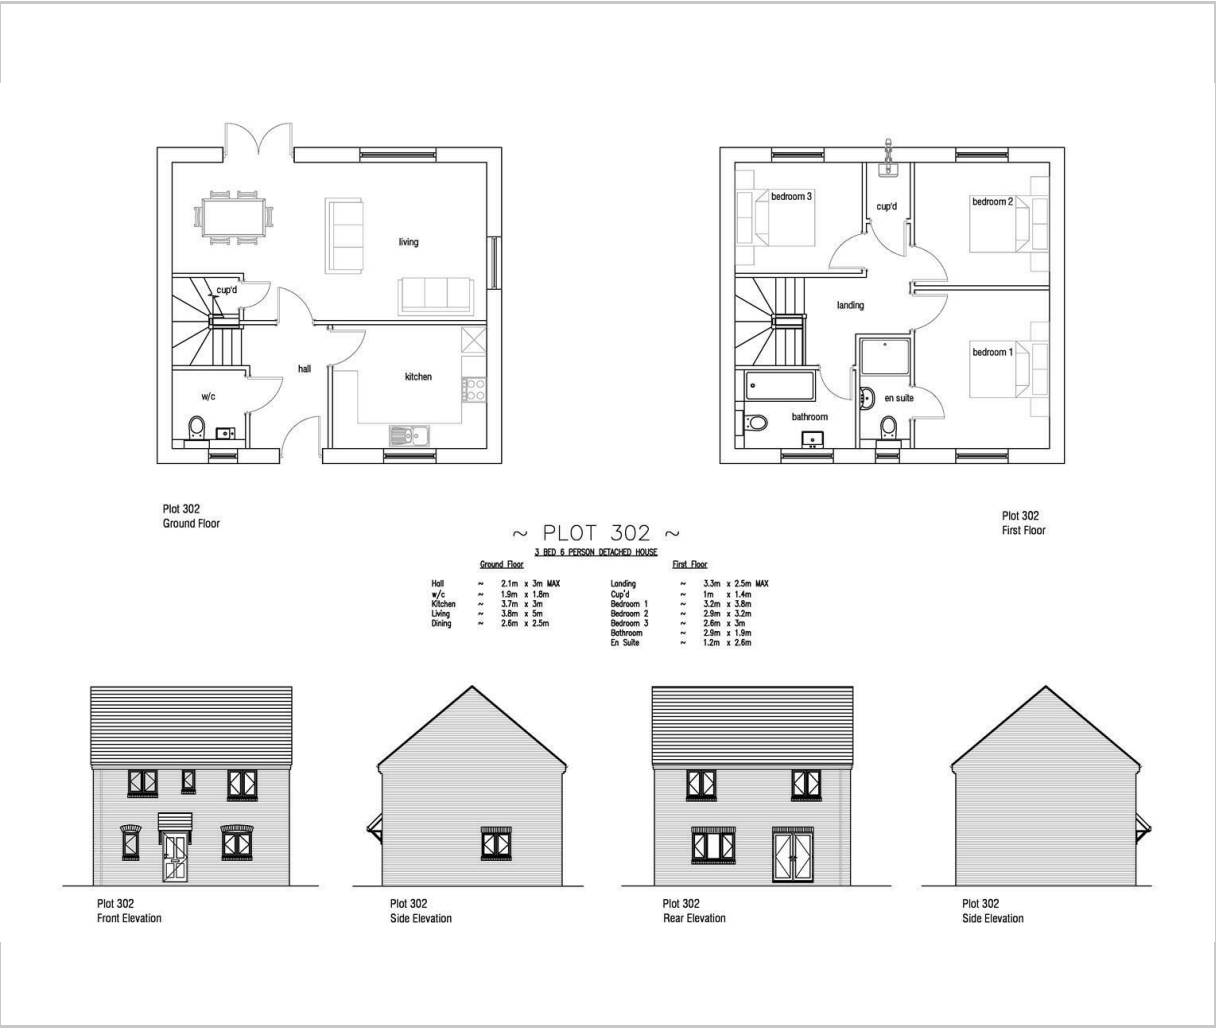 living
cup'd
hall
kitchen
w/c
bedroom 3
cup'd
bedroom 2
landing
bedroom 1
en suite
bathroom
Plot 302
Ground Floor
Plot 302
First Floor
~ PLOT 302 ~
3 BED 6 PERSON DETACHED HOUSE
Ground Floor
Hall ~ 2.1m x 3m MAX
w/c ~ 1.9m x 1.8m
Kitchen ~ 3.7m x 3m
Living ~ 3.8m x 5m
Dining ~ 2.6m x 2.5m
First Floor
Landing ~ 3.3m x 2.5m MAX
Cup'd ~ 1m x 1.4m
Bedroom 1 ~ 3.2m x 3.8m
Bedroom 2 ~ 2.9m x 3.2m
Bedroom 3 ~ 2.6m x 3m
Bathroom ~ 2.9m x 1.9m
En Suite ~ 1.2m x 2.6m
Plot 302
Front Elevation
Plot 302
Side Elevation
Plot 302
Rear Elevation
Plot 302
Side Elevation